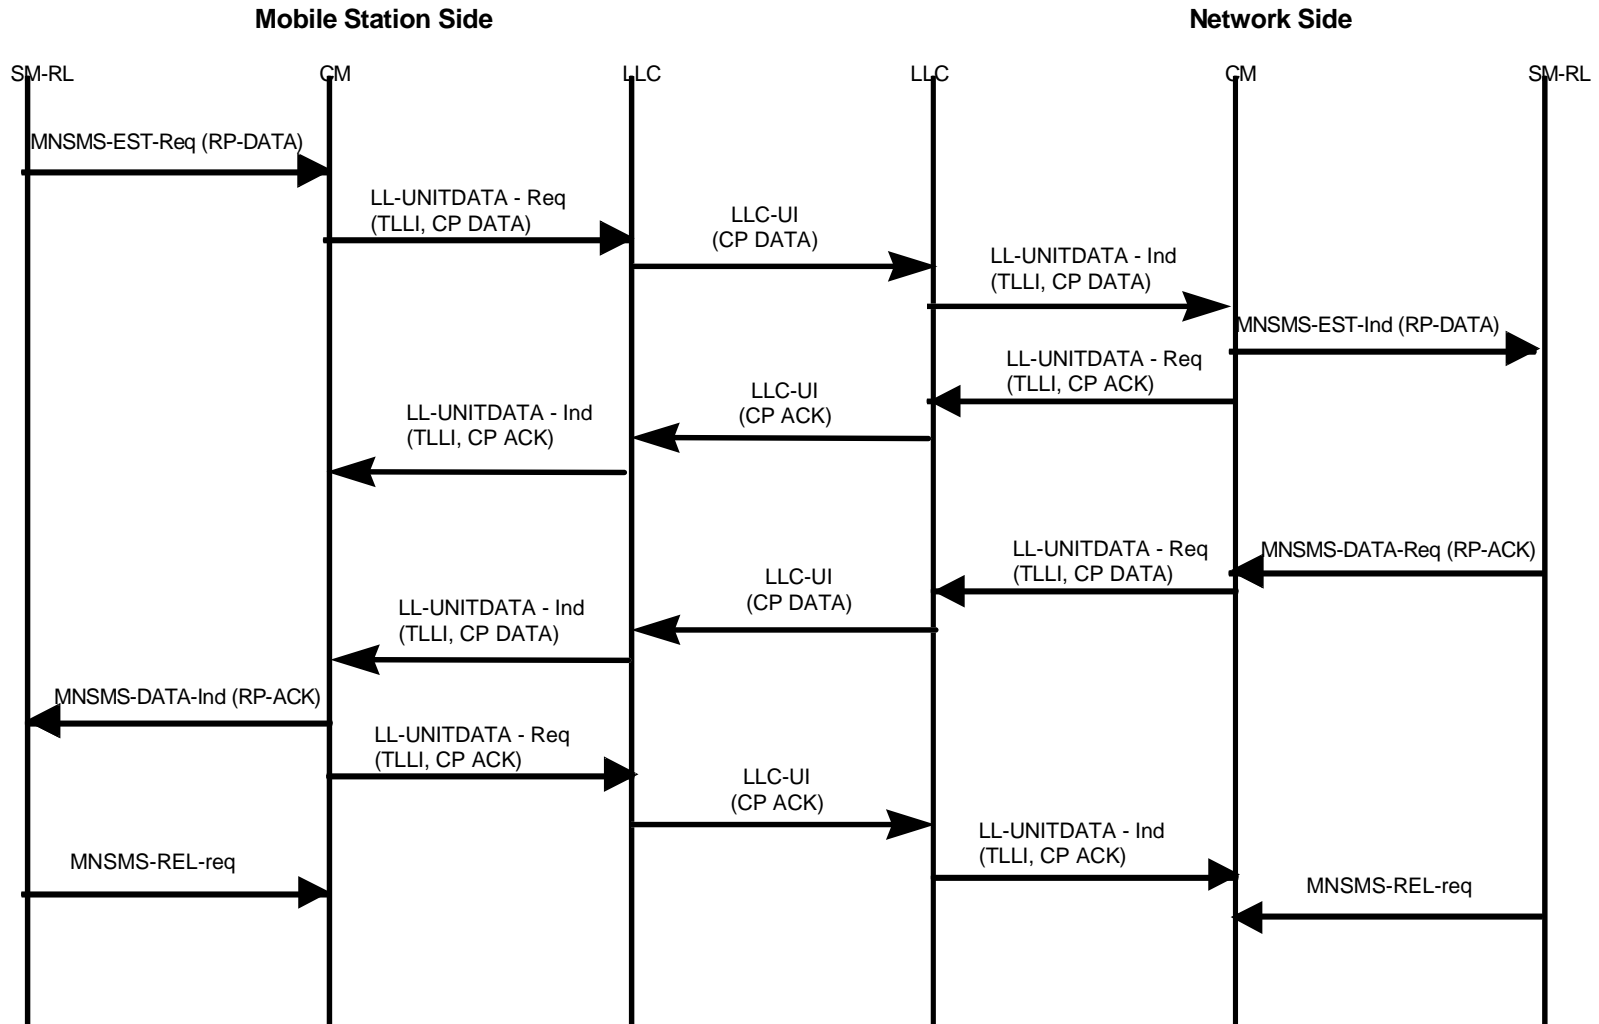 Mobile Station Side
Network Side
SM-RL
CM
LLC
LLC
CM
SM-RL
MNSMS-EST-Req (RP-DATA)
LL-UNITDATA - Req
(TLLI, CP DATA)
LLC-UI
(CP DATA)
LL-UNITDATA - Ind
(TLLI, CP DATA)
MNSMS-EST-Ind (RP-DATA)
LL-UNITDATA - Req
(TLLI, CP ACK)
LLC-UI
(CP ACK)
LL-UNITDATA - Ind
(TLLI, CP ACK)
MNSMS-DATA-Req (RP-ACK)
LL-UNITDATA - Req
(TLLI, CP DATA)
LLC-UI
(CP DATA)
LL-UNITDATA - Ind
(TLLI, CP DATA)
MNSMS-DATA-Ind (RP-ACK)
LL-UNITDATA - Req
(TLLI, CP ACK)
LLC-UI
(CP ACK)
LL-UNITDATA - Ind
(TLLI, CP ACK)
MNSMS-REL-req
MNSMS-REL-req